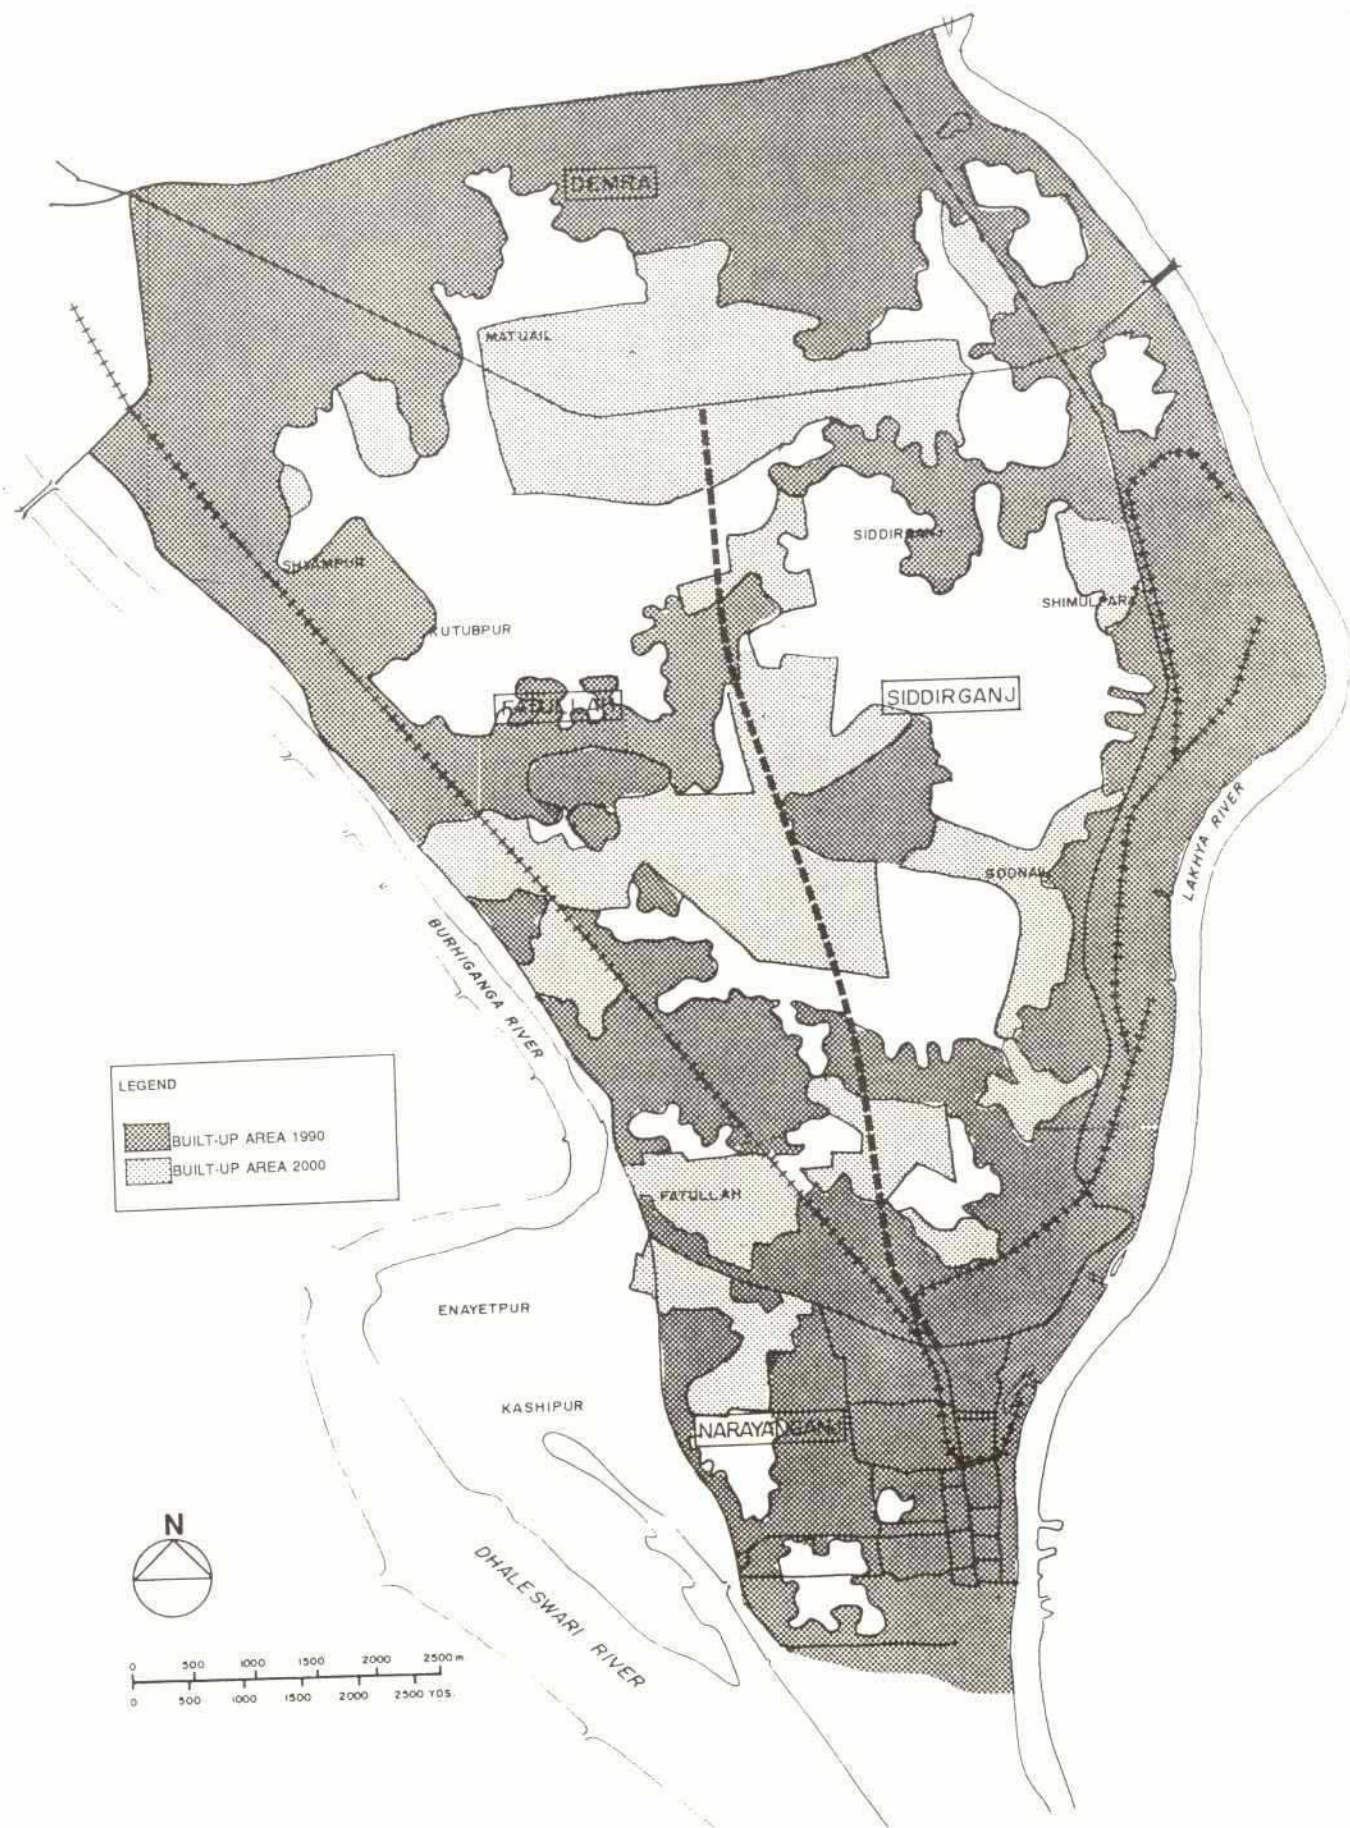 DEMRA
MATUAIL
SIDDIRGANJ
SHYAMPUR
SHIMULPARA
KUTUBPUR
FATULLAH
SIDDIRGANJ
LAKHYA RIVER
GODNAIL
BURHIGANGA RIVER
LEGEND
BUILT-UP AREA 1990
BUILT-UP AREA 2000
FATULLAH
ENAYETPUR
KASHIPUR
NARAYANGANJ
N
DHALESWARI RIVER
0 500 1000 1500 2000 2500 m
0 500 1000 1500 2000 2500 YDS.